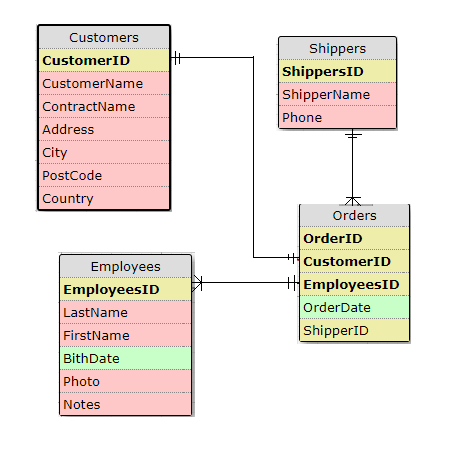 Customers
CustomerID
CustomerName
ContractName
Address
City
PostCode
Country
Shippers
ShippersID
ShipperName
Phone
Orders
OrderID
CustomerID
EmployeesID
OrderDate
ShipperID
Employees
EmployeesID
LastName
FirstName
BithDate
Photo
Notes